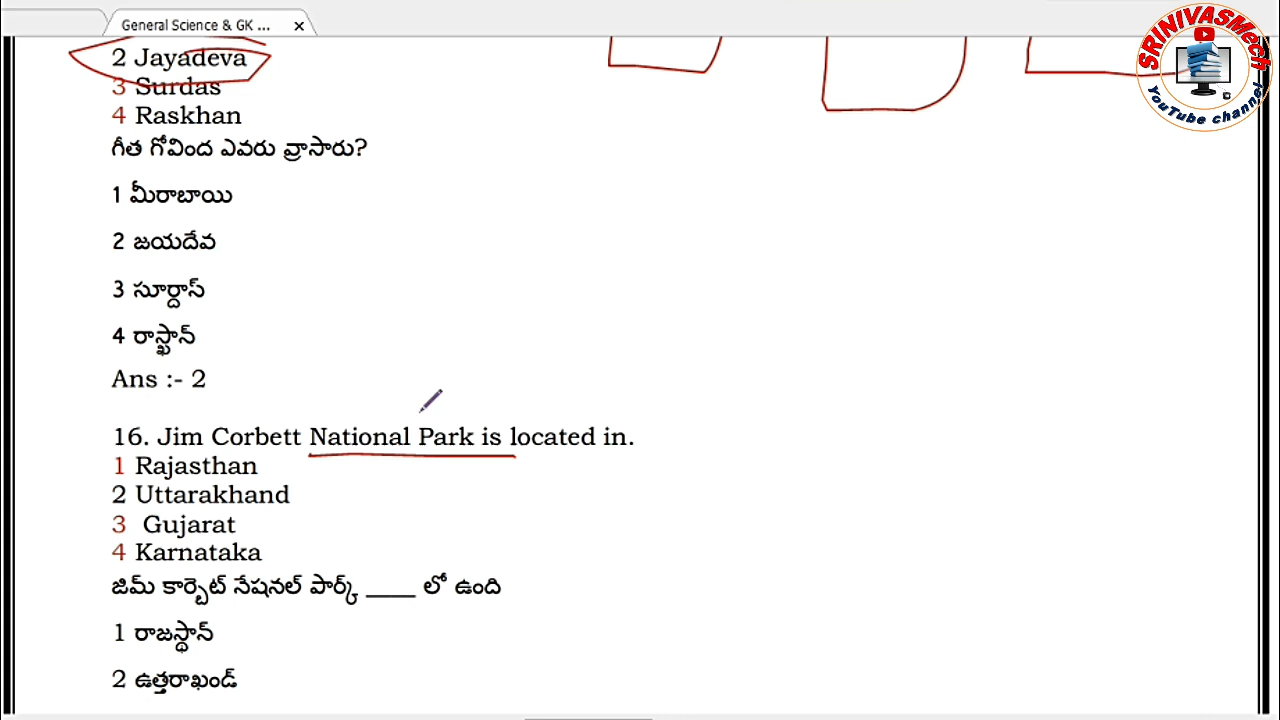 General Science & GK ...
2 Jayadeva
3 Surdas
4 Raskhan
గీత గోవింద ఎవరు వ్రాసారు?
1 మీరాబాయి
2 జయదేవ
3 సూర్దాస్
4 రాస్ఖాన్
Ans :- 2
16. Jim Corbett National Park is located in.
1 Rajasthan
2 Uttarakhand
3 Gujarat
4 Karnataka
జిమ్ కార్బెట్ నేషనల్ పార్క్ ____ లో ఉంది
1 రాజస్థాన్
2 ఉత్తరాఖండ్
SRINIVASMech
YouTube channel